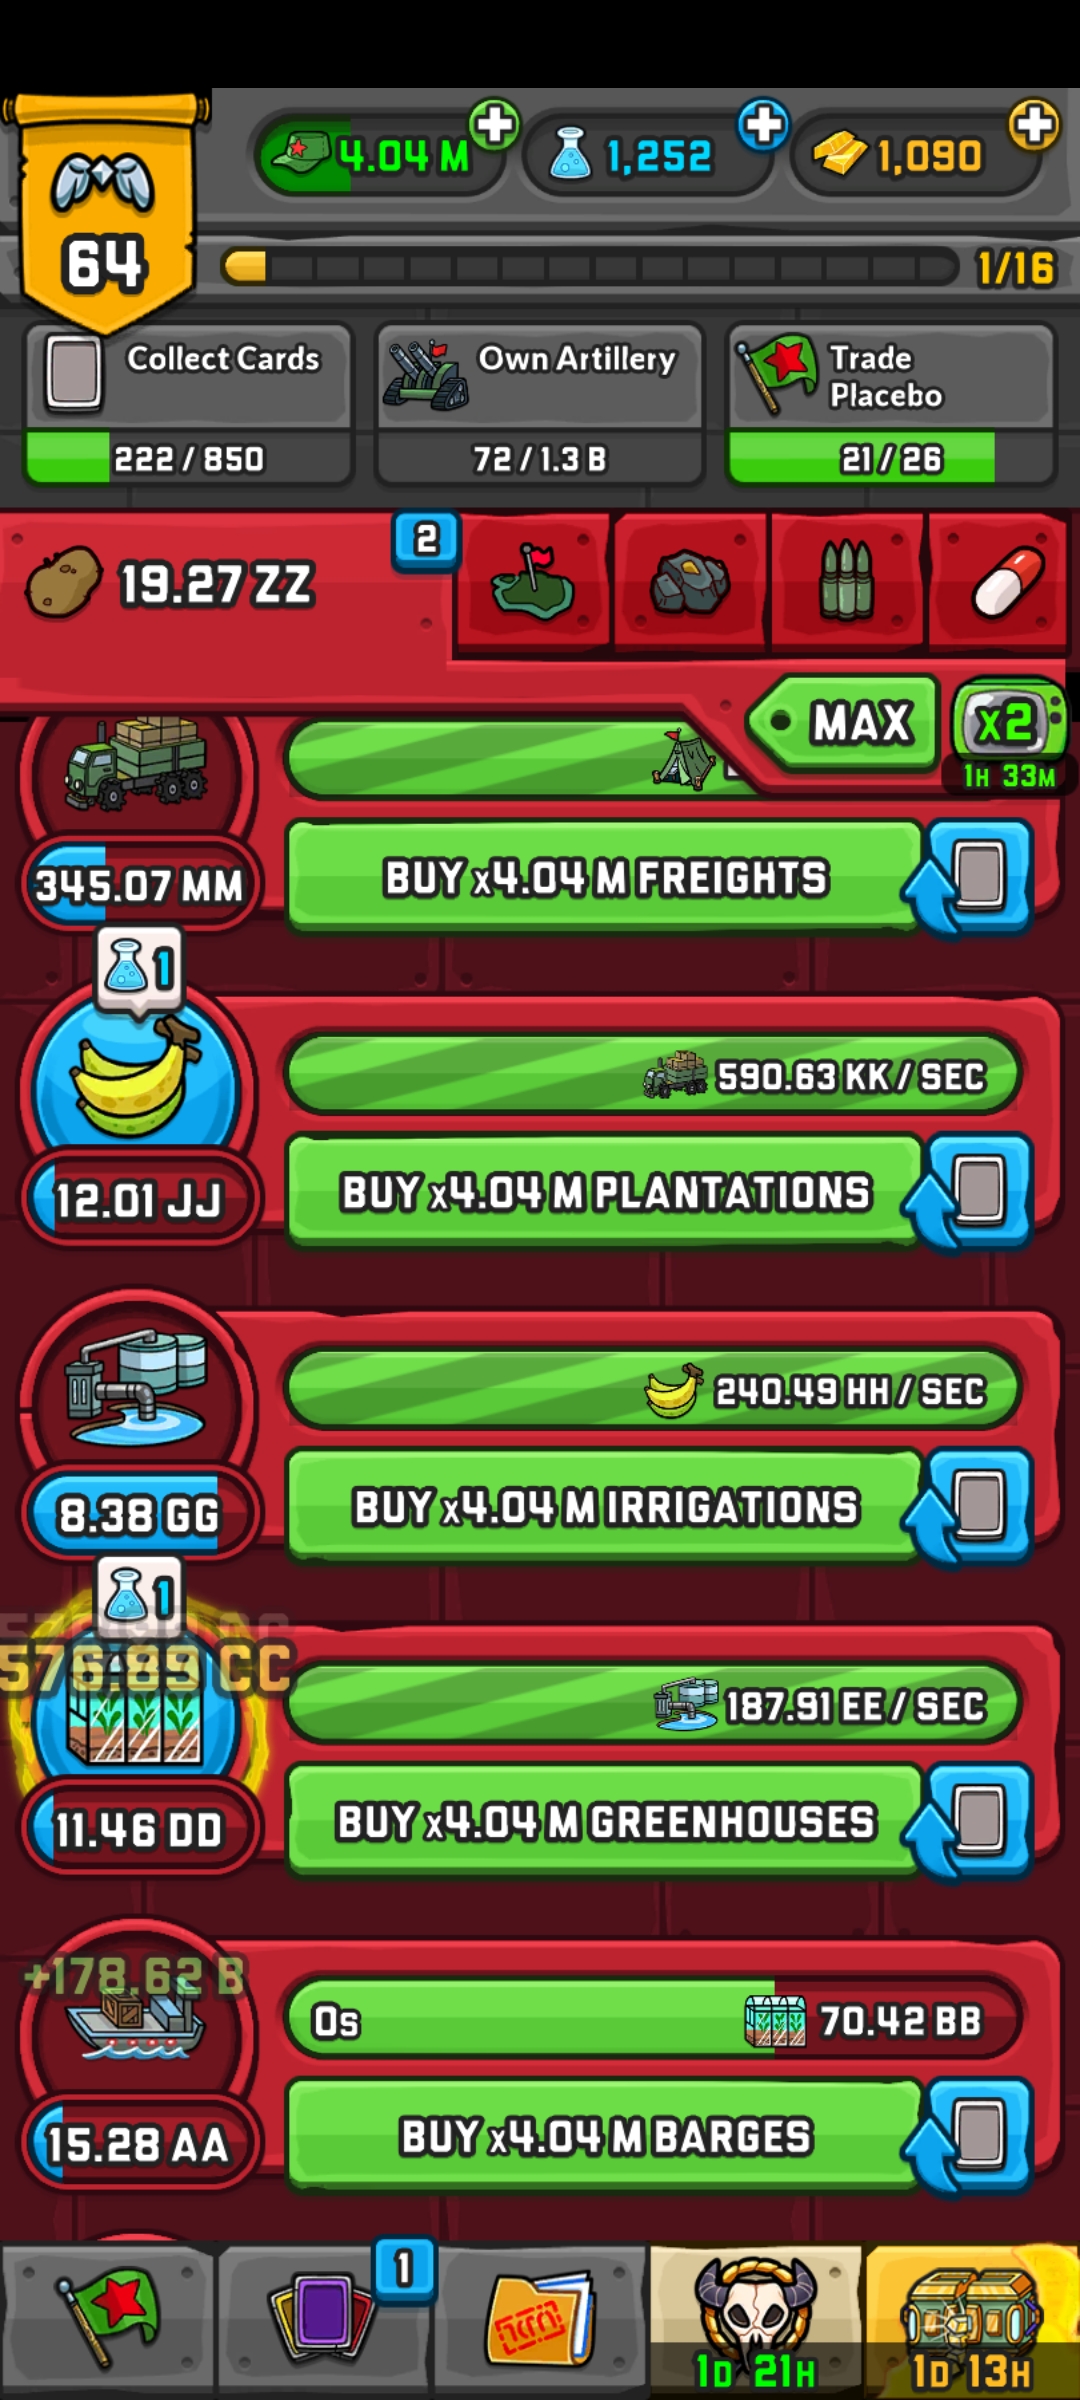 4.04 M
1,252
1,090
64
1/16
Collect Cards
Own Artillery
Trade
Placebo
222 / 850
72 / 1.3 B
21 / 26
19.27 ZZ
2
MAX
x2
1H 33M
345.07 MM
BUY x4.04 M FREIGHTS
1
590.63 KK / SEC
12.01 JJ
BUY x4.04 M PLANTATIONS
240.49 HH / SEC
8.38 GG
BUY x4.04 M IRRIGATIONS
1
576.89 CC
187.91 EE / SEC
11.46 DD
BUY x4.04 M GREENHOUSES
+178.62 B
0s
70.42 BB
15.28 AA
BUY x4.04 M BARGES
1
1D 21H
1D 13H